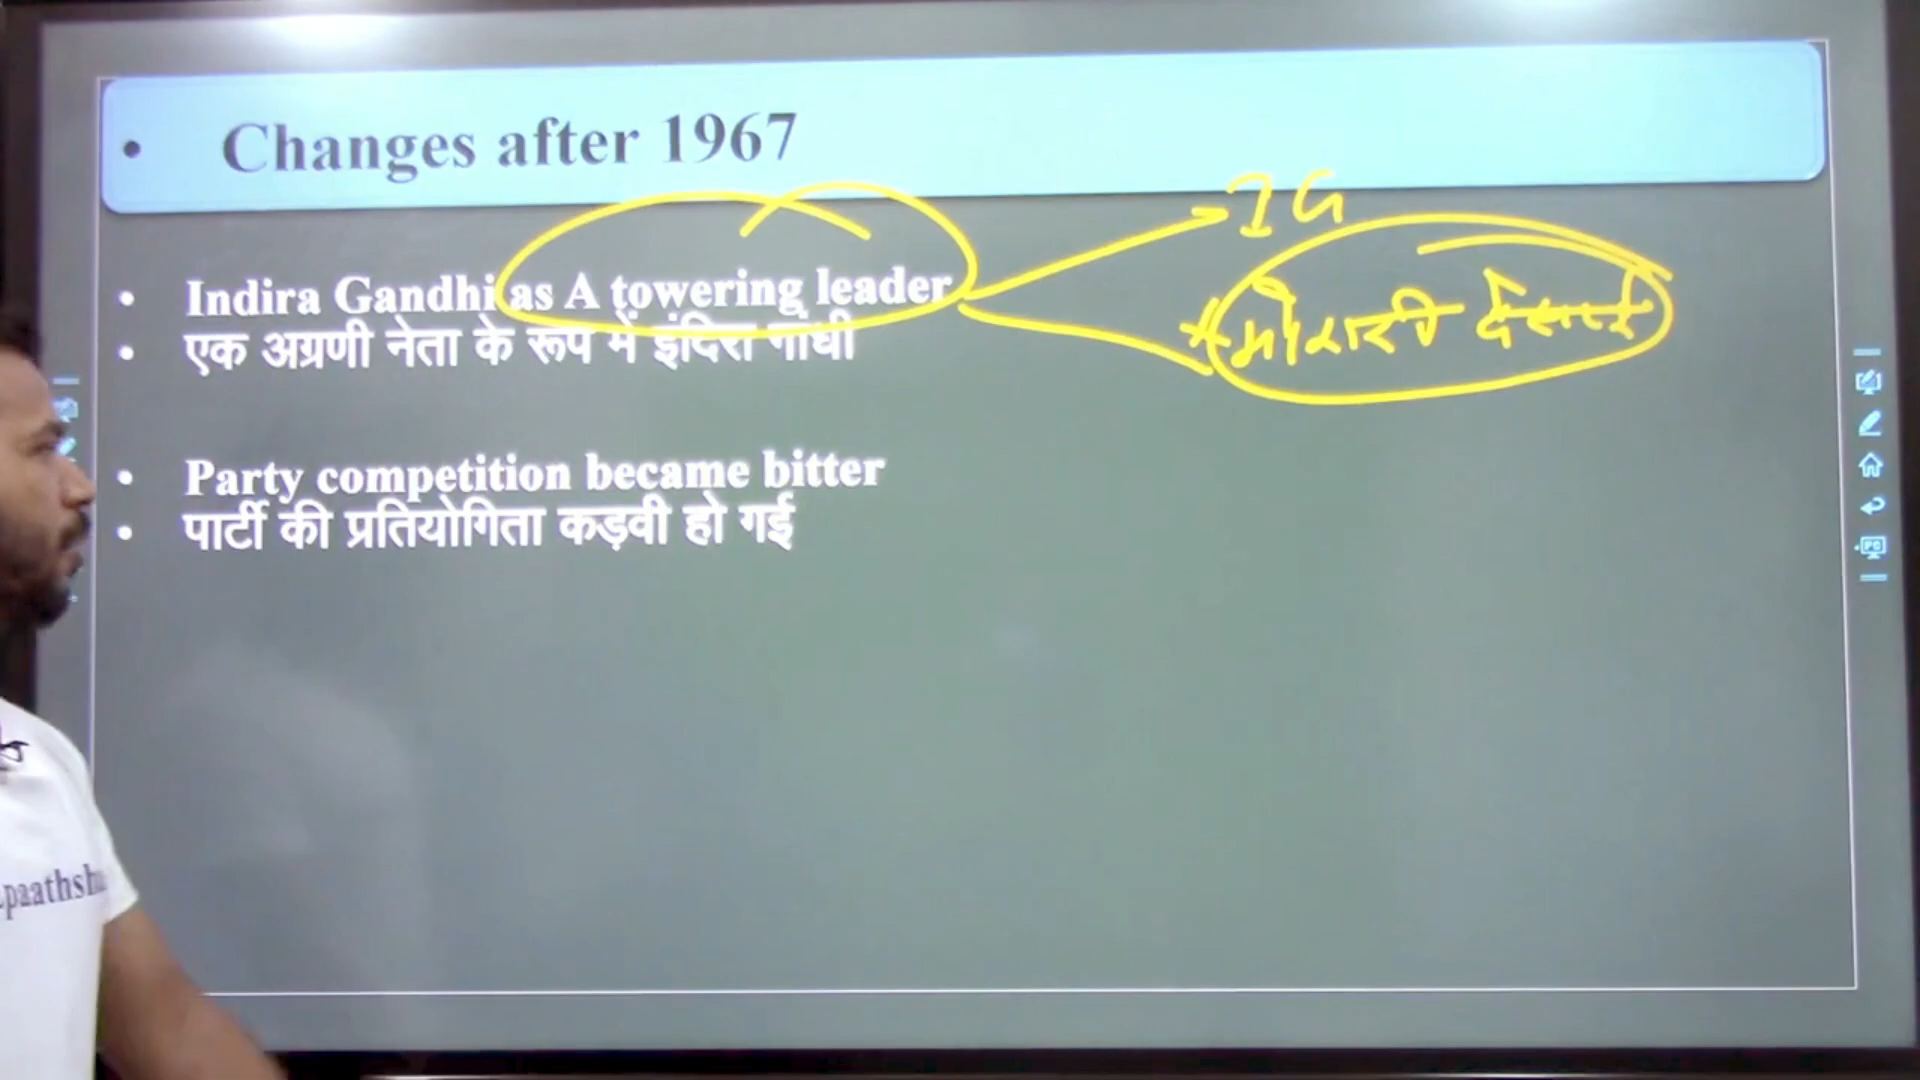 • Changes after 1967
IG
• Indira Gandhi as A towering leader
मोरारजी देसाई
• एक अग्रणी नेता के रूप में इंदिरा गांधी
• Party competition became bitter
• पार्टी की प्रतियोगिता कड़वी हो गई
PC